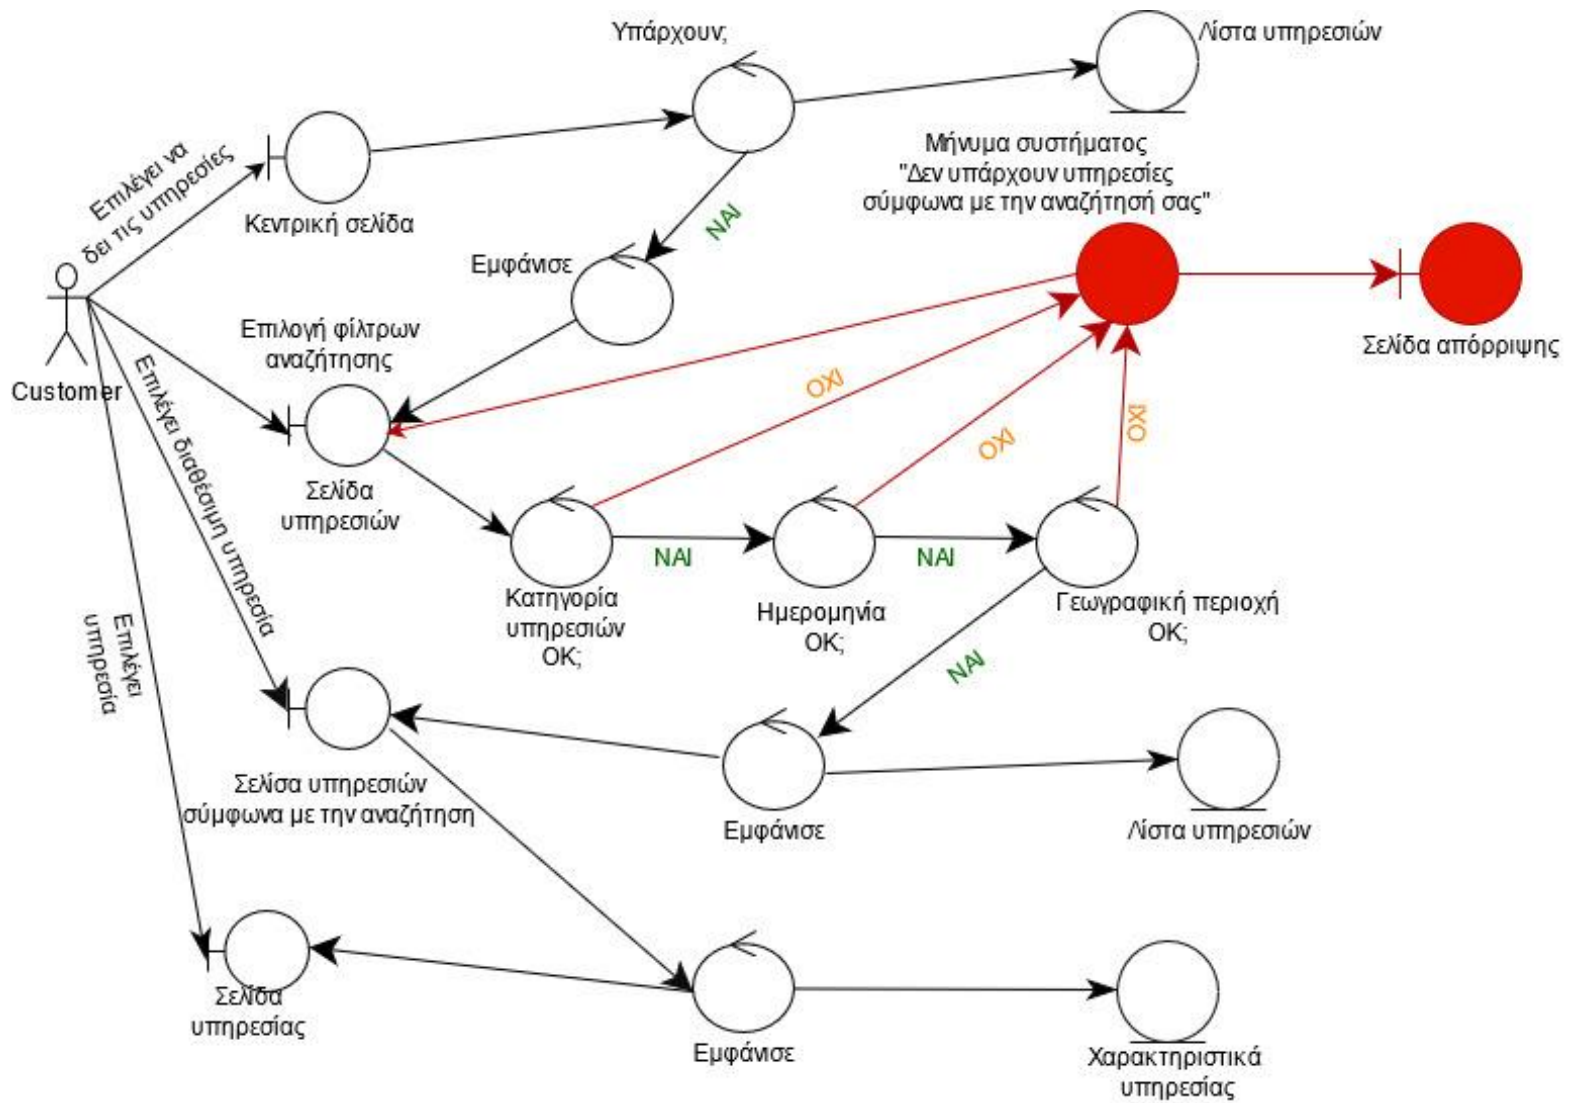 Υπάρχουν;
Λίστα υπηρεσιών
Επιλέγει να
δει τις υπηρεσίες
Κεντρική σελίδα
ΝΑΙ
Μήνυμα συστήματος
"Δεν υπάρχουν υπηρεσίες
σύμφωνα με την αναζήτησή σας"
Εμφάνισε
Customer
Επιλογή φίλτρων
αναζήτησης
Σελίδα απόρριψης
ΟΧΙ
ΟΧΙ
ΟΧΙ
Επιλέγει διαθέσιμη υπηρεσία
Σελίδα
υπηρεσιών
ΝΑΙ
ΝΑΙ
Κατηγορία
υπηρεσιών
ΟΚ;
Ημερομηνία
ΟΚ;
Γεωγραφική περιοχή
ΟΚ;
Επιλέγει
υπηρεσία
ΝΑΙ
Σελίσα υπηρεσιών
σύμφωνα με την αναζήτηση
Εμφάνισε
Λίστα υπηρεσιών
Σελίδα
υπηρεσίας
Εμφάνισε
Χαρακτηριστικά
υπηρεσίας